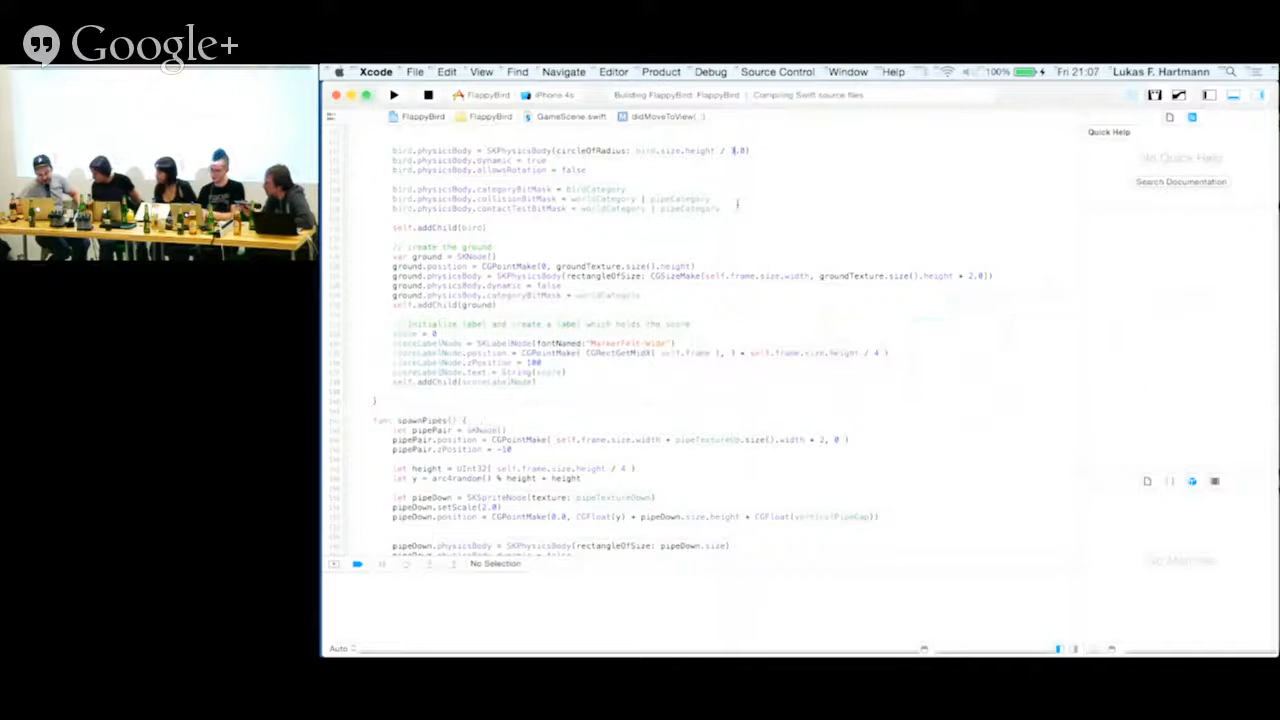 Google+
Xcode File Edit View Find Navigate Editor Product Debug Source Control Window Help 100% Fri 21:07 Lukas F. Hartmann
FlappyBird iPhone 4s Building FlappyBird: FlappyBird Compiling Swift source files
FlappyBird FlappyBird GameScene.swift didMoveToView(_:)
Quick Help
No Quick Help
Search Documentation
bird.physicsBody = SKPhysicsBody(circleOfRadius: bird.size.height / 3.0)
bird.physicsBody.dynamic = true
bird.physicsBody.allowsRotation = false
bird.physicsBody.categoryBitMask = birdCategory
bird.physicsBody.collisionBitMask = worldCategory | pipeCategory
bird.physicsBody.contactTestBitMask = worldCategory | pipeCategory
self.addChild(bird)
// create the ground
var ground = SKNode()
ground.position = CGPointMake(0, groundTexture.size().height)
ground.physicsBody = SKPhysicsBody(rectangleOfSize: CGSizeMake(self.frame.size.width, groundTexture.size().height * 2.0))
ground.physicsBody.dynamic = false
ground.physicsBody.categoryBitMask = worldCategory
self.addChild(ground)
Initialize label and create a label which holds the score
score = 0
scoreLabelNode = SKLabelNode(fontNamed:"MarkerFelt-Wide")
scoreLabelNode.position = CGPointMake( CGRectGetMidX( self.frame ), 3 * self.frame.size.height / 4 )
scoreLabelNode.zPosition = 100
scoreLabelNode.text = String(score)
self.addChild(scoreLabelNode)
}
func spawnPipes() {
let pipePair = SKNode()
pipePair.position = CGPointMake( self.frame.size.width + pipeTextureUp.size().width * 2, 0 )
pipePair.zPosition = -10
let height = UInt32( self.frame.size.height / 4 )
let y = arc4random() % height + height
let pipeDown = SKSpriteNode(texture: pipeTextureDown)
pipeDown.setScale(2.0)
pipeDown.position = CGPointMake(0.0, CGFloat(y) + pipeDown.size.height + CGFloat(verticalPipeGap))
pipeDown.physicsBody = SKPhysicsBody(rectangleOfSize: pipeDown.size)
pipeDown.physicsBody.dynamic = false
No Selection
No Matches
Auto